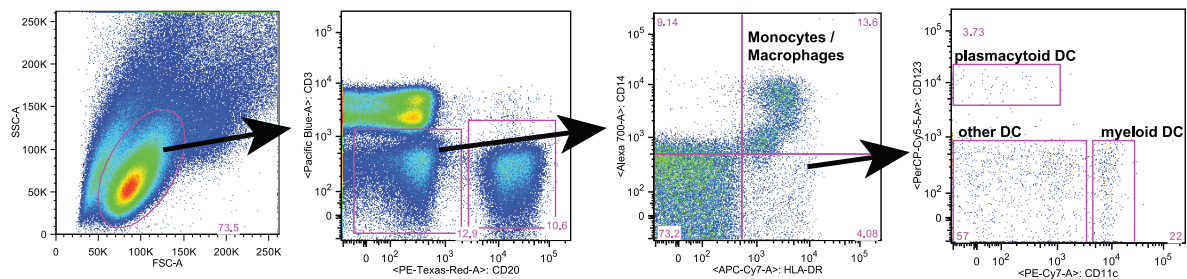 250K
200K
150K
100K
50K
0
SSC-A
73.5
0 50K 100K 150K 200K 250K
FSC-A
10^5
10^4
10^3
10^2
0
<Pacific Blue-A>: CD3
12.9
10.6
0 10^2 10^3 10^4 10^5
<PE-Texas-Red-A>: CD20
9.14
13.6
Monocytes /
Macrophages
10^5
10^4
10^3
10^2
0
<Alexa 700-A>: CD14
73.2
4.08
0 10^2 10^3 10^4 10^5
<APC-Cy7-A>: HLA-DR
3.73
plasmacytoid DC
other DC
myeloid DC
10^5
10^4
10^3
10^2
0
<PerCP-Cy5-5-A>: CD123
57
22
0 10^2 10^3 10^4 10^5
<PE-Cy7-A>: CD11c